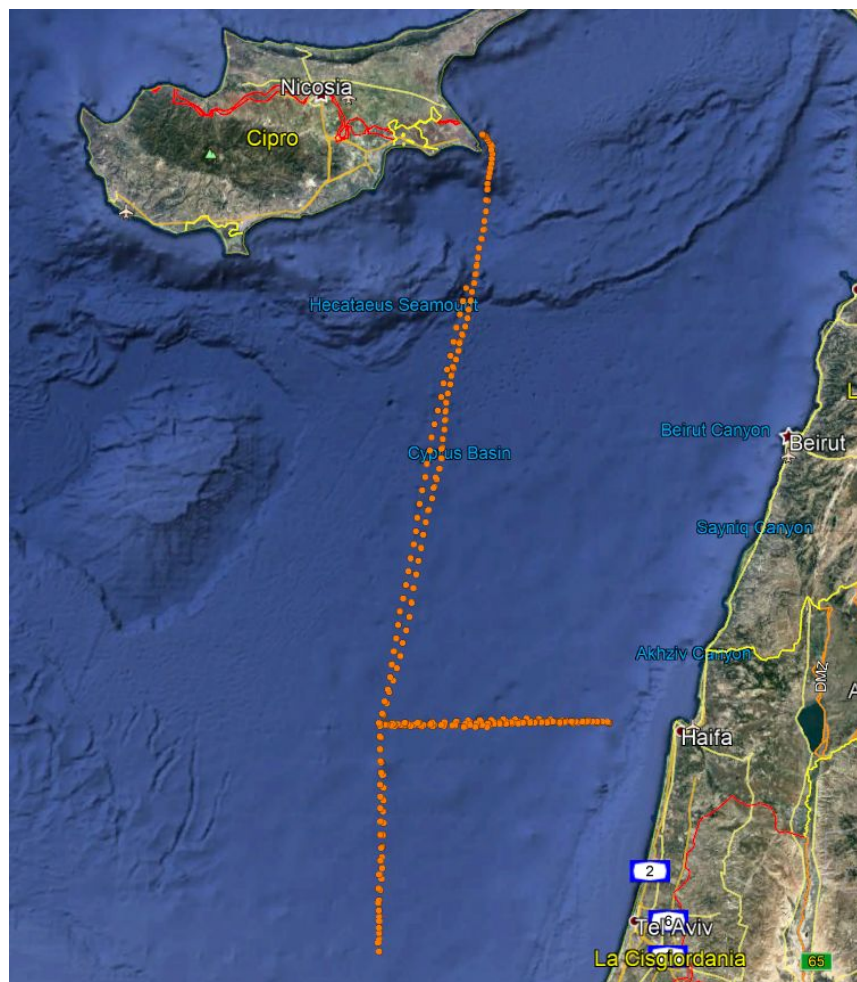 Nicosia
Cipro
Hecataeus Seamount
L
Beirut Canyon
Beirut
Cyprus Basin
Sayniq Canyon
Akhziv Canyon
DMZ
A
Haifa
2
6
Tel Aviv
La Cisgiordania
65